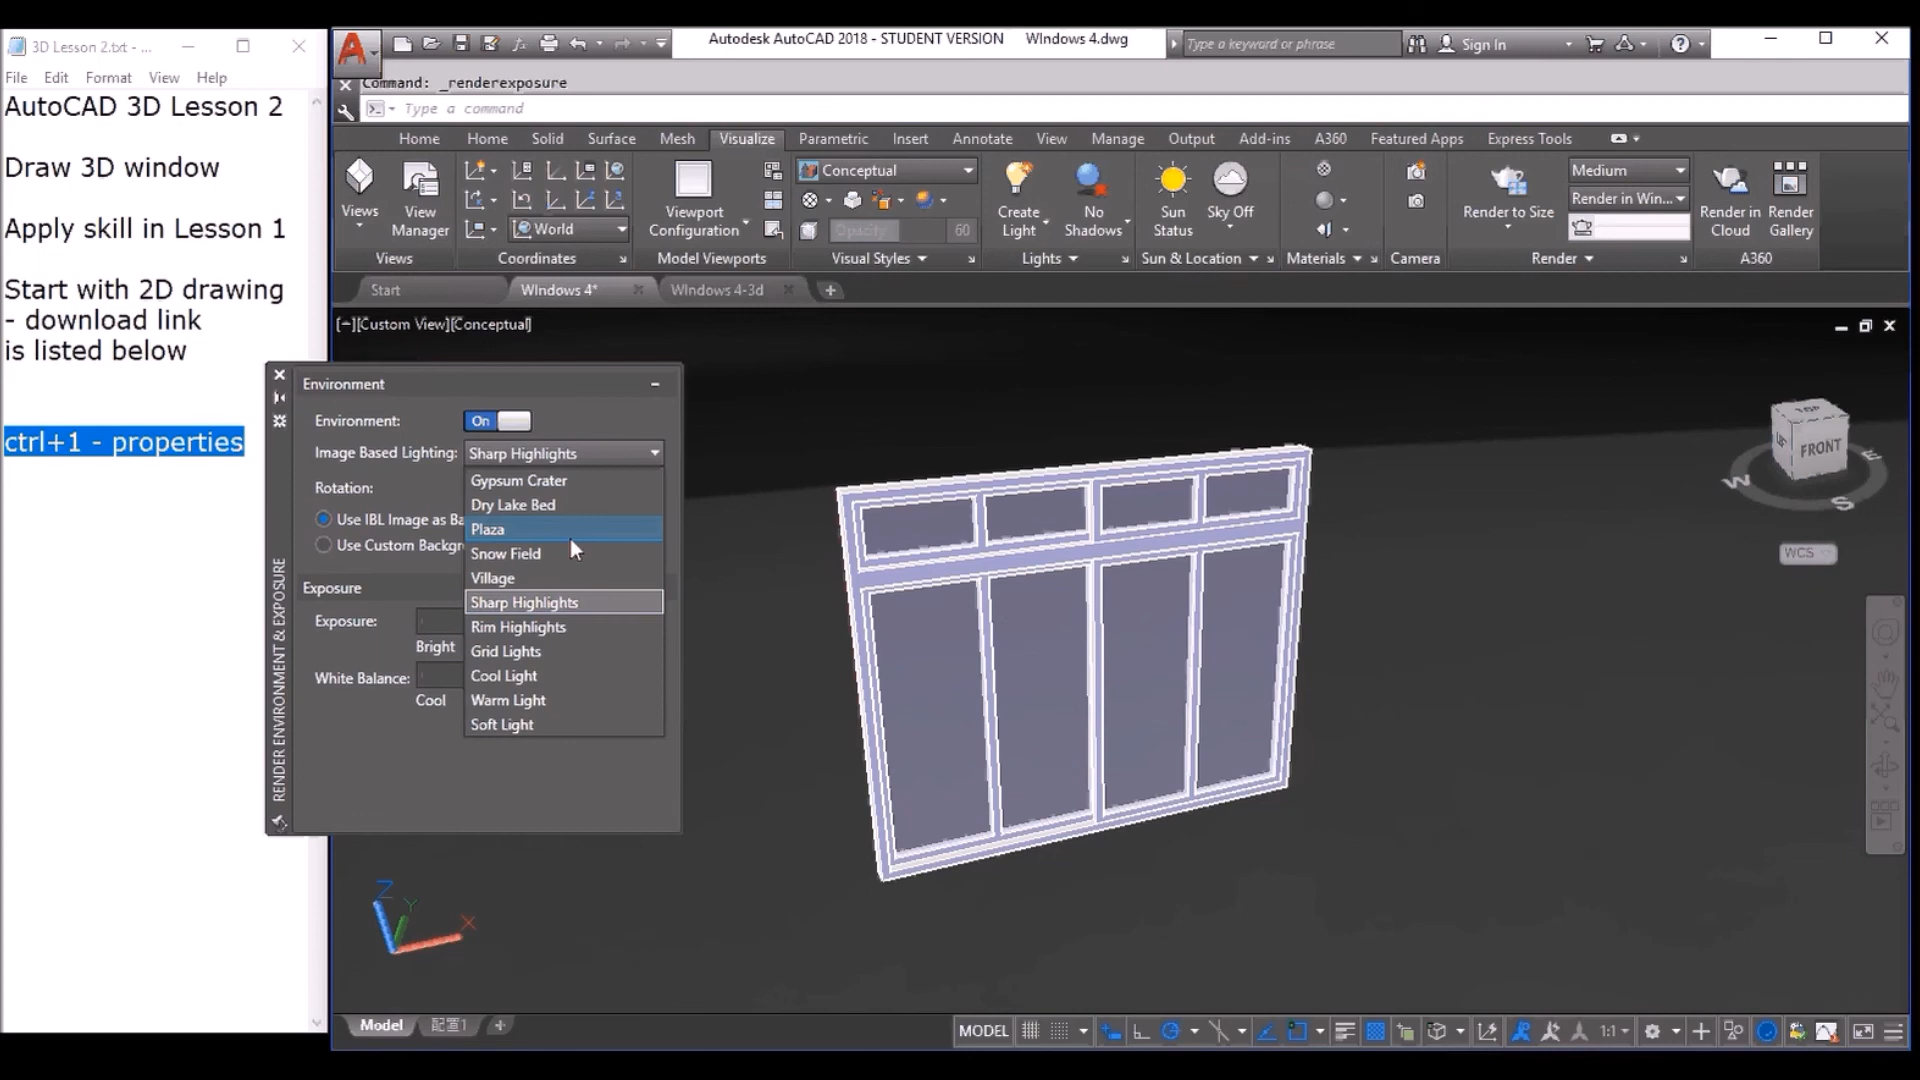 3D Lesson 2.txt - ...
File Edit Format View Help
AutoCAD 3D Lesson 2
Draw 3D window
Apply skill in Lesson 1
Start with 2D drawing
- download link
is listed below
ctrl+1 - properties
Autodesk AutoCAD 2018 - STUDENT VERSION WIndows 4.dwg
Type a keyword or phrase
Sign In
Command: _renderexposure
Type a command
Home Home Solid Surface Mesh Visualize Parametric Insert Annotate View Manage Output Add-ins A360 Featured Apps Express Tools
Views
View
Manager
World
Viewport
Configuration
Conceptual
Opacity 60
Create
Light
No
Shadows
Sun
Status
Sky Off
Render to Size
Medium
Render in Win...
Render in
Cloud
Render
Gallery
Views Coordinates Model Viewports Visual Styles Lights Sun & Location Materials Camera Render A360
Start WIndows 4* WIndows 4-3d
[−][Custom View][Conceptual]
TOP
FRONT
W
S
E
WCS
RENDER ENVIRONMENT & EXPOSURE
Environment
Environment: On
Image Based Lighting: Sharp Highlights
Rotation:
Use IBL Image as Ba
Use Custom Backgr
Gypsum Crater
Dry Lake Bed
Plaza
Snow Field
Village
Sharp Highlights
Rim Highlights
Grid Lights
Cool Light
Warm Light
Soft Light
Exposure
Exposure:
Bright
White Balance:
Cool
Z
Y
X
Model 配置1
MODEL
1:1